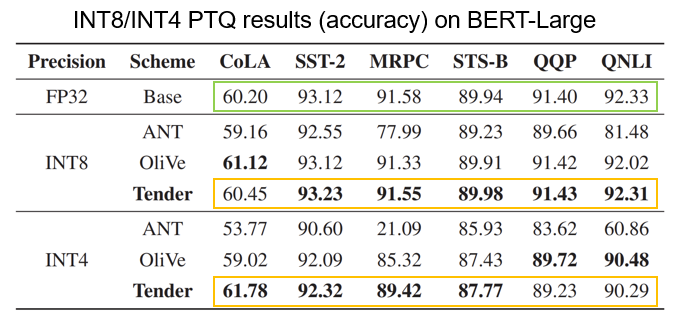 INT8/INT4 PTQ results (accuracy) on BERT-Large
Precision Scheme CoLA SST-2 MRPC STS-B QQP QNLI
FP32 Base 60.20 93.12 91.58 89.94 91.40 92.33
ANT 59.16 92.55 77.99 89.23 89.66 81.48
INT8 OliVe 61.12 93.12 91.33 89.91 91.42 92.02
Tender 60.45 93.23 91.55 89.98 91.43 92.31
ANT 53.77 90.60 21.09 85.93 83.62 60.86
INT4 OliVe 59.02 92.09 85.32 87.43 89.72 90.48
Tender 61.78 92.32 89.42 87.77 89.23 90.29